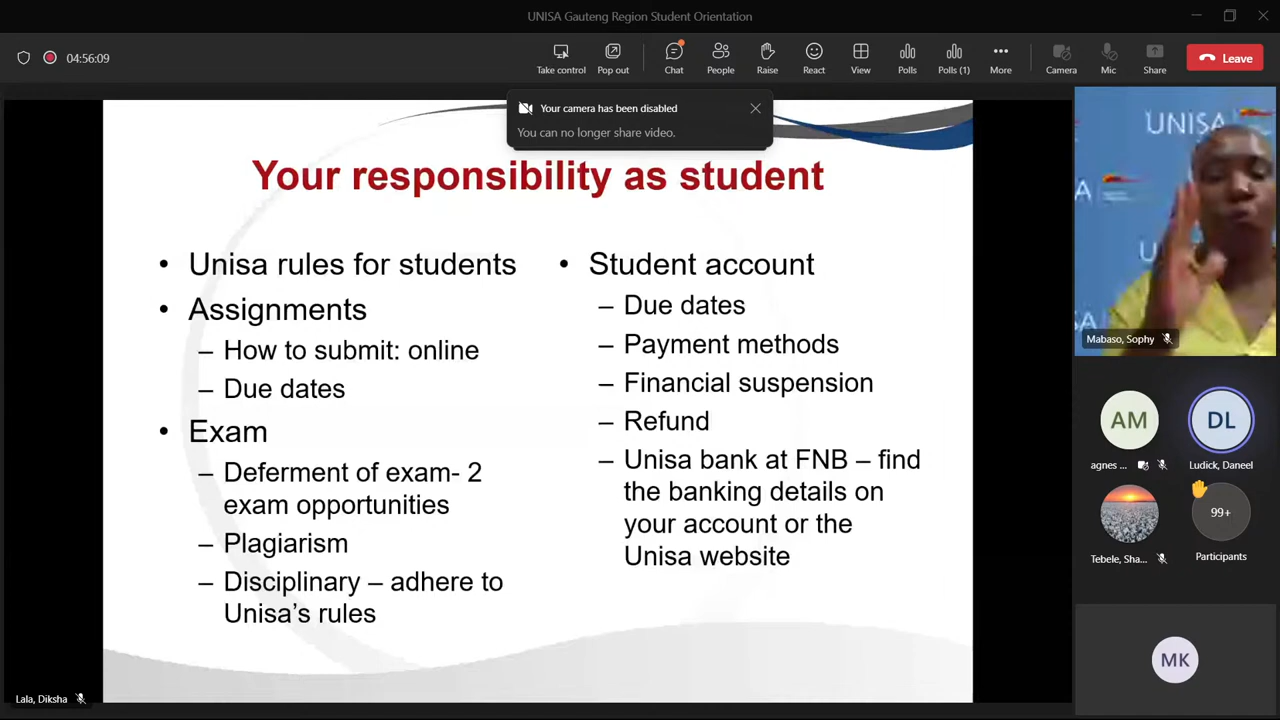 UNISA Gauteng Region Student Orientation
04:56:09
Take control
Pop out
Chat
People
Raise
React
View
Polls
Polls (1)
More
Camera
Mic
Share
Leave
Your camera has been disabled
You can no longer share video.
Your responsibility as student
• Unisa rules for students
• Assignments
– How to submit: online
– Due dates
• Exam
– Deferment of exam- 2
exam opportunities
– Plagiarism
– Disciplinary – adhere to
Unisa’s rules
• Student account
– Due dates
– Payment methods
– Financial suspension
– Refund
– Unisa bank at FNB – find
the banking details on
your account or the
Unisa website
UNISA
Mabaso, Sophy
AM
agnes ...
DL
Ludick, Daneel
Tebele, Sha...
99+
Participants
MK
Lala, Diksha